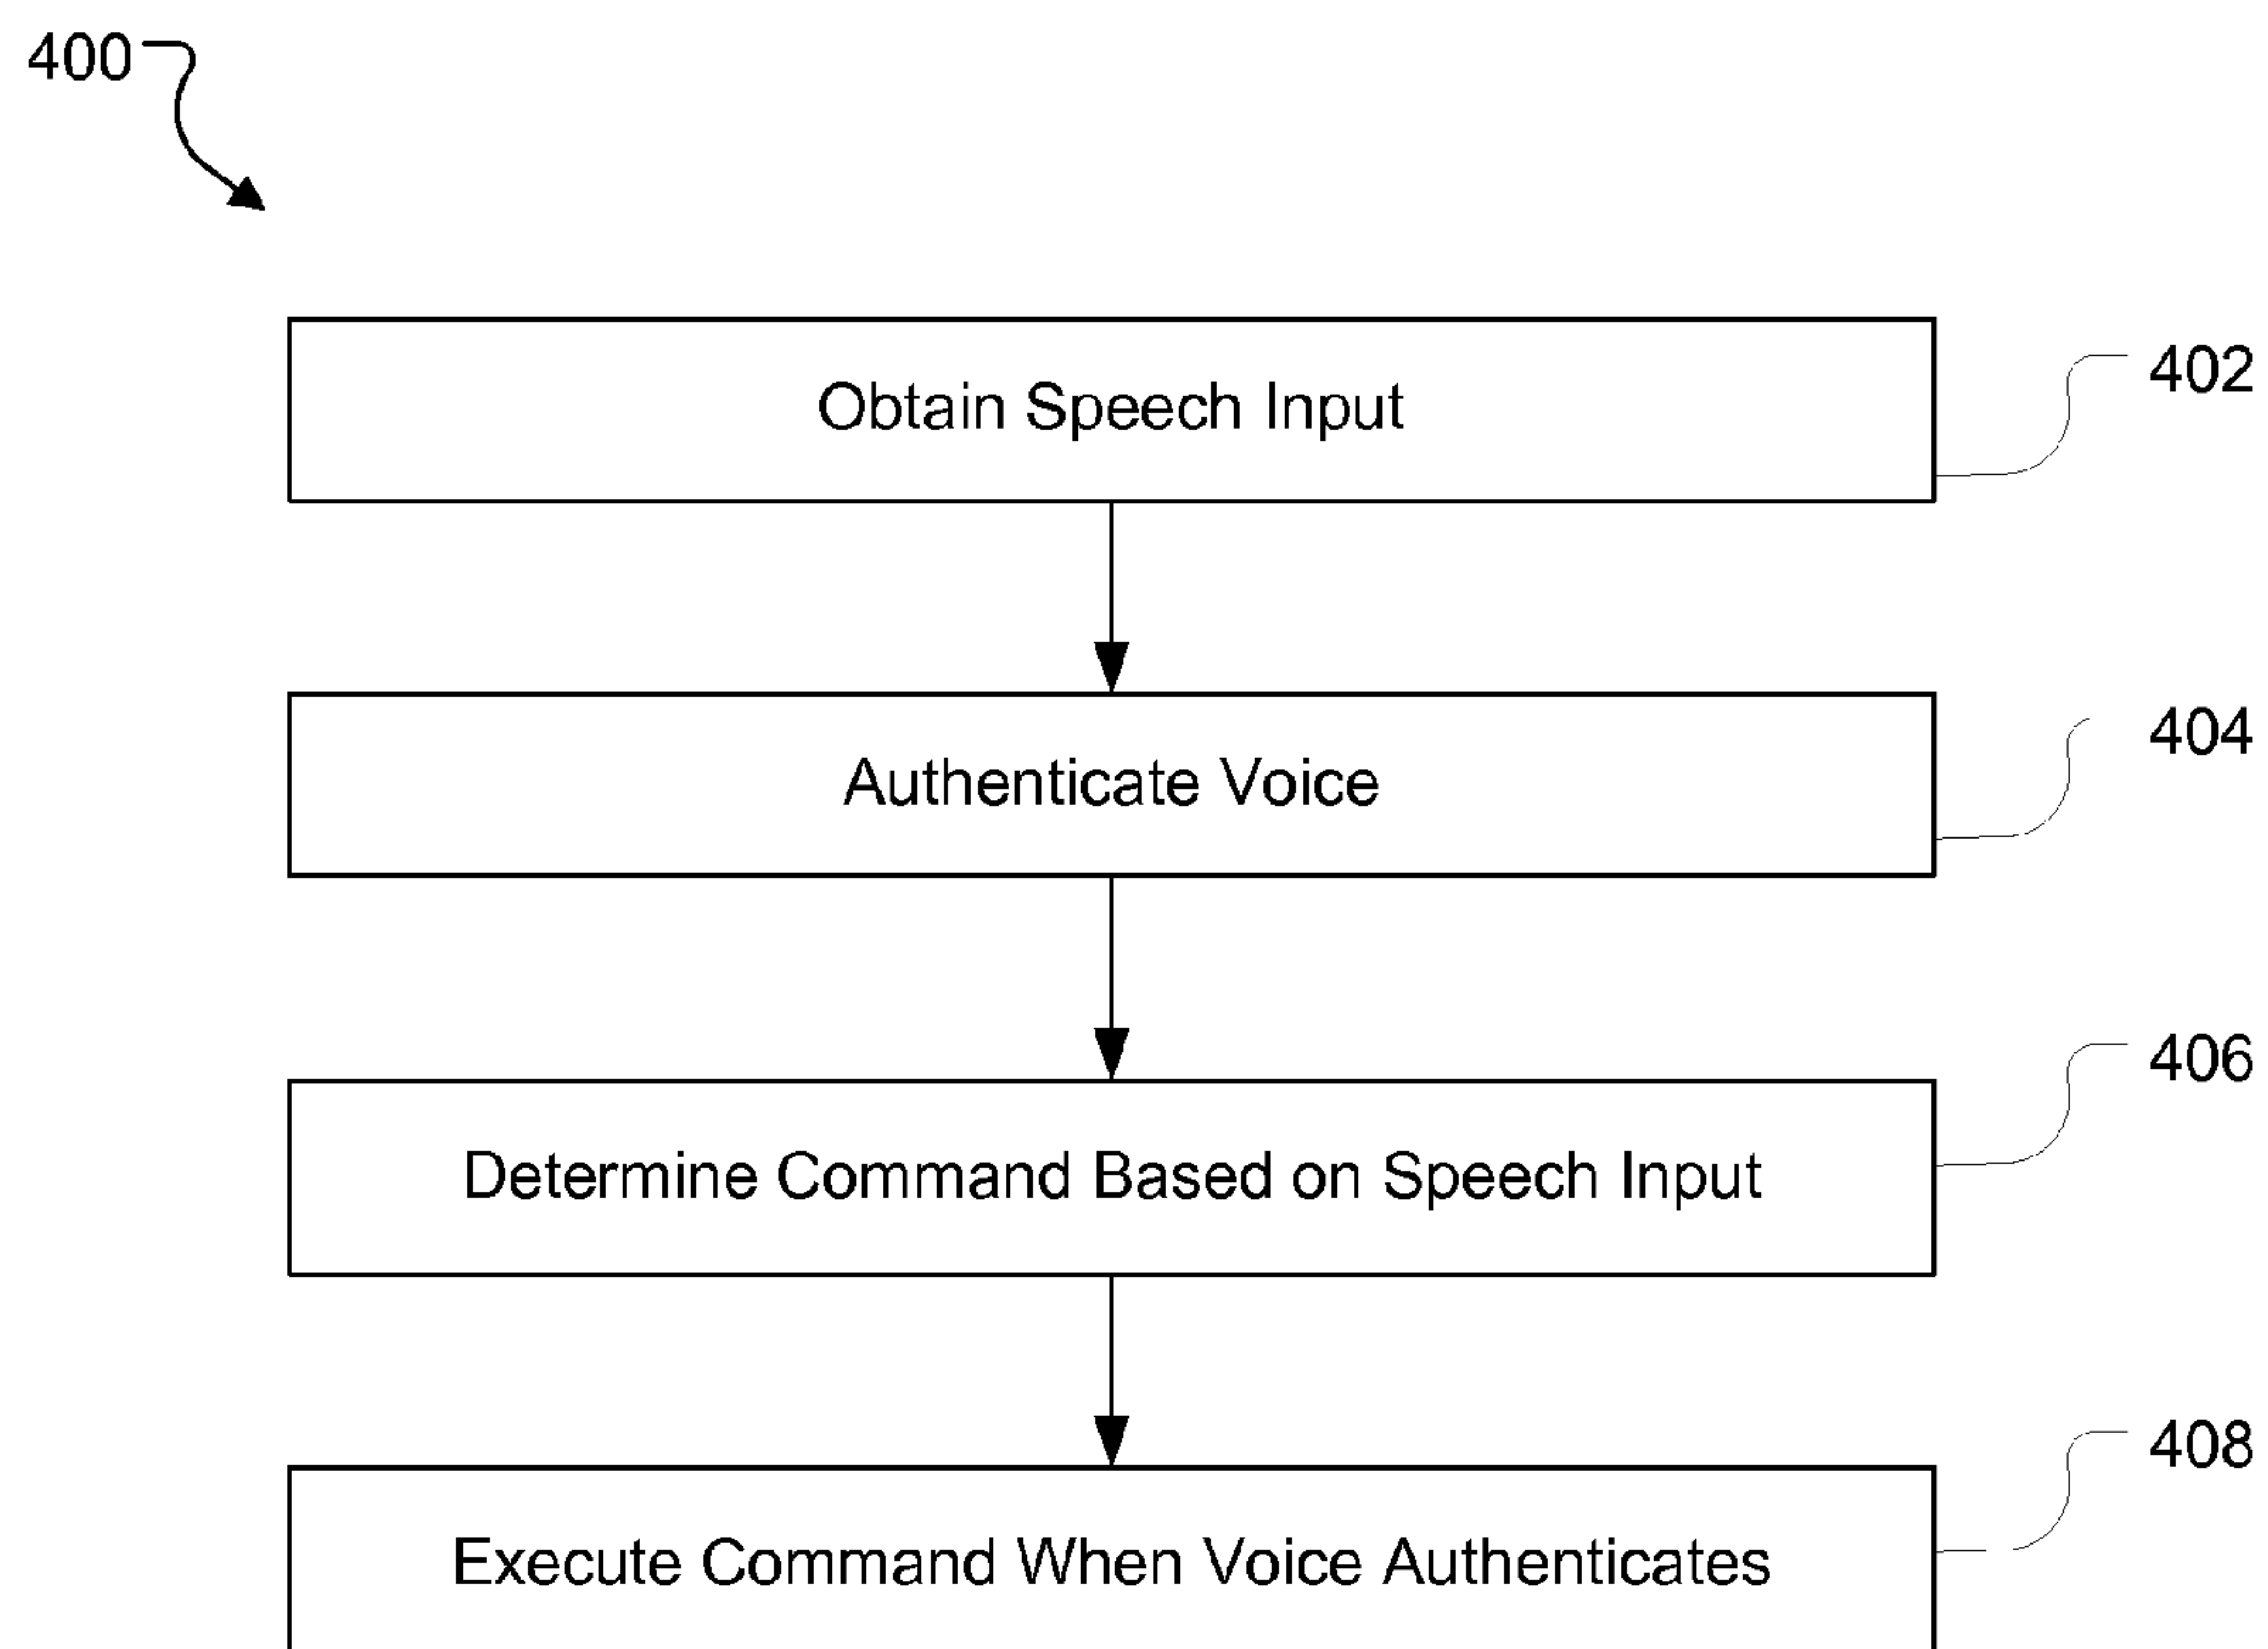 400
Obtain Speech Input
402
Authenticate Voice
404
Determine Command Based on Speech Input
406
Execute Command When Voice Authenticates
408